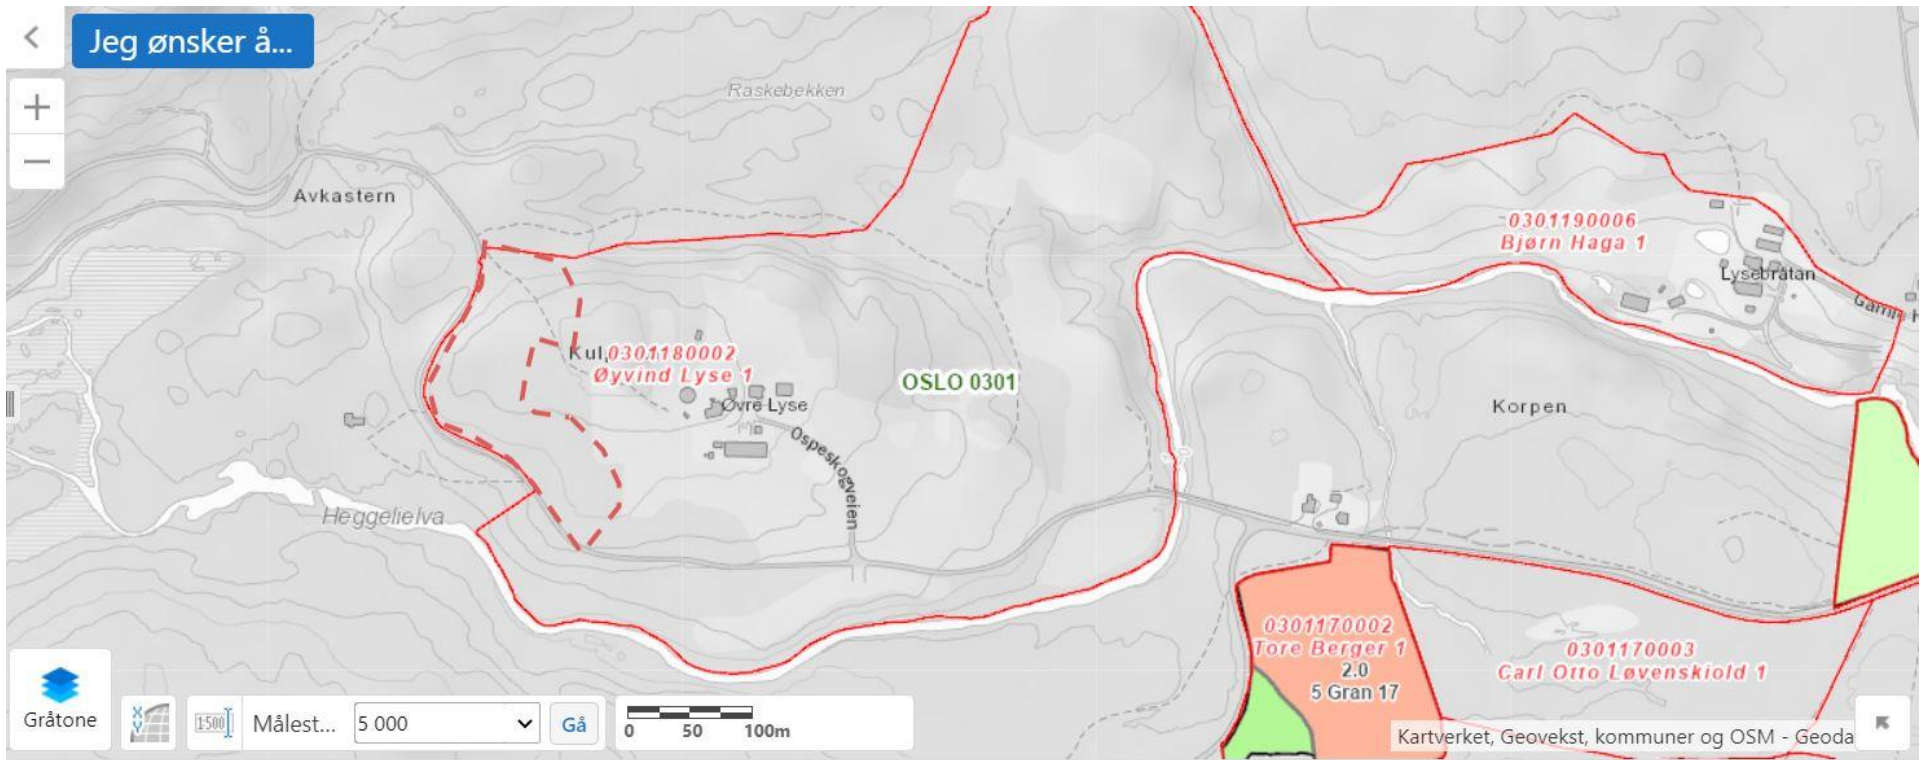 Jeg ønsker å...
Raskebekken
Avkastern
0301190006
Bjørn Haga 1
Lysebråtan
0301180002
Øyvind Lyse 1
OSLO 0301
Øvre Lyse
Korpen
Ospeskogveien
Heggelielva
0301170002
Tore Berger 1
2.0
5 Gran 17
0301170003
Carl Otto Løvenskiold 1
Gråtone
X
Y
1:500
Målest...
5 000
Gå
0 50 100m
Kartverket, Geovekst, kommuner og OSM - Geoda